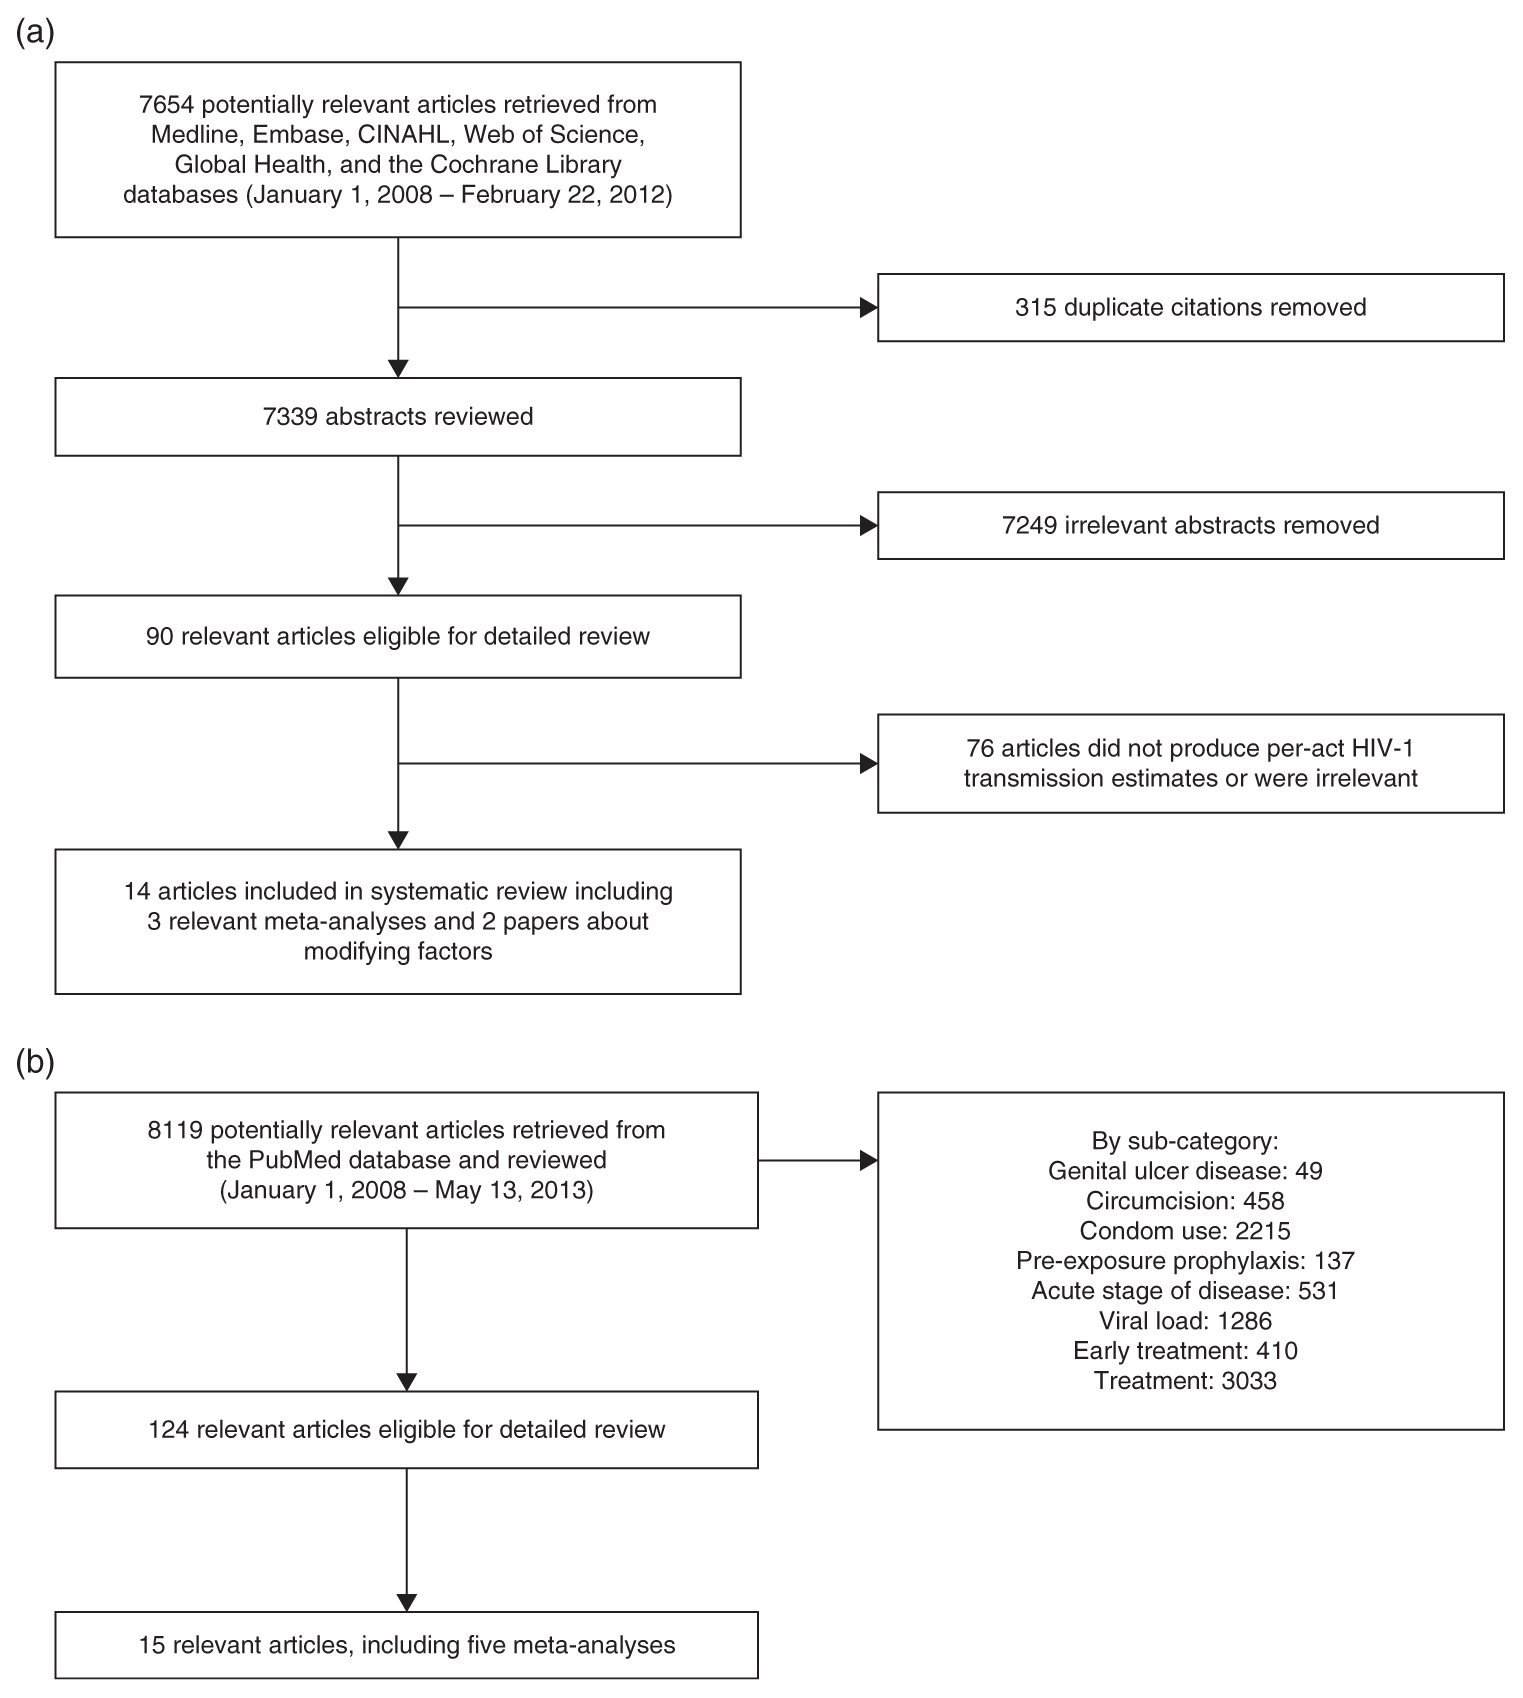 (a)
7654 potentially relevant articles retrieved from
Medline, Embase, CINAHL, Web of Science,
Global Health, and the Cochrane Library
databases (January 1, 2008 – February 22, 2012)
315 duplicate citations removed
7339 abstracts reviewed
7249 irrelevant abstracts removed
90 relevant articles eligible for detailed review
76 articles did not produce per-act HIV-1
transmission estimates or were irrelevant
14 articles included in systematic review including
3 relevant meta-analyses and 2 papers about
modifying factors
(b)
8119 potentially relevant articles retrieved from
the PubMed database and reviewed
(January 1, 2008 – May 13, 2013)
By sub-category:
Genital ulcer disease: 49
Circumcision: 458
Condom use: 2215
Pre-exposure prophylaxis: 137
Acute stage of disease: 531
Viral load: 1286
Early treatment: 410
Treatment: 3033
124 relevant articles eligible for detailed review
15 relevant articles, including five meta-analyses